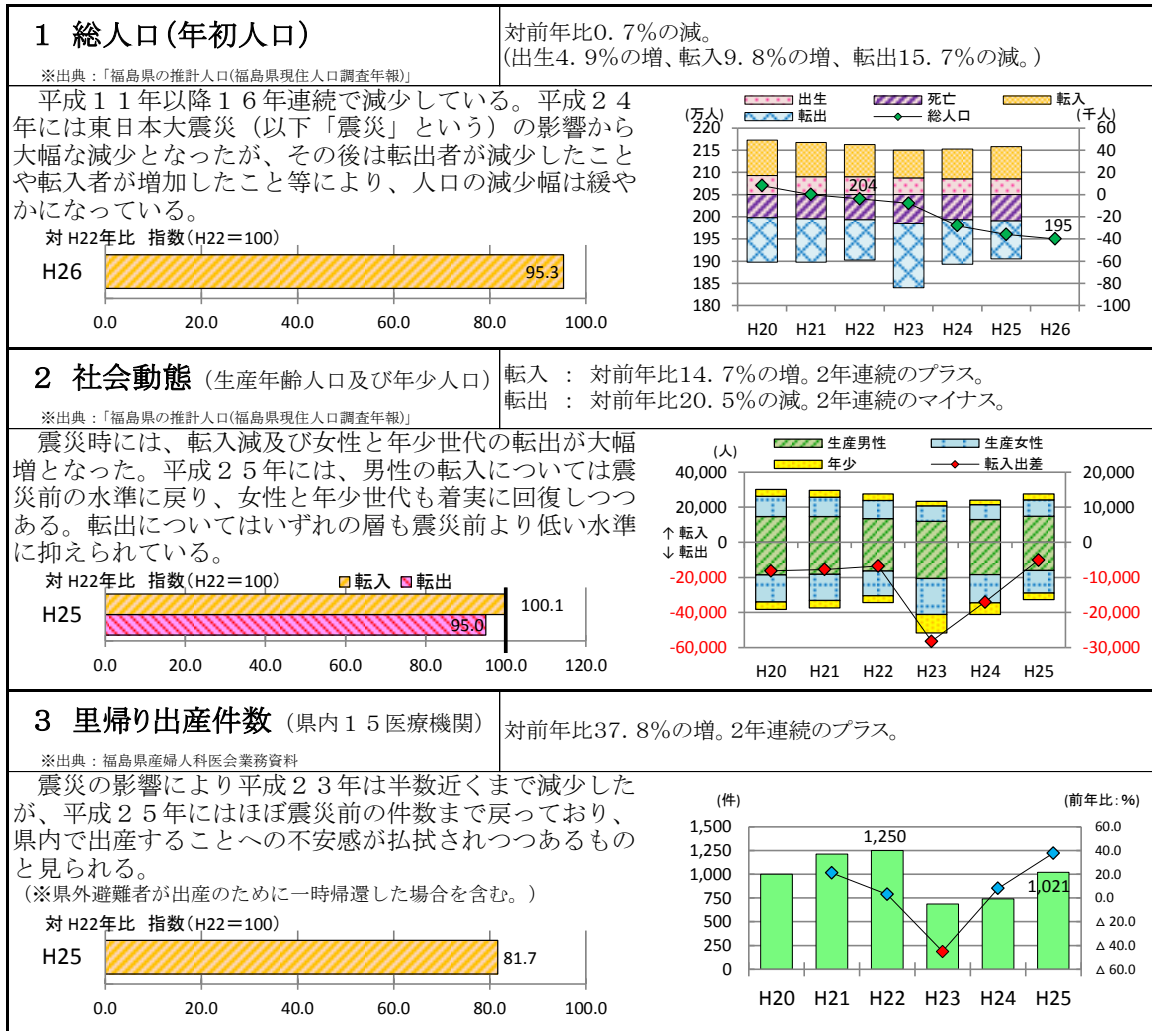 1 総人口(年初人口)
※出典:「福島県の推計人口(福島県現住人口調査年報)」
対前年比0.7%の減。
(出生4.9%の増、転入9.8%の増、転出15.7%の減。)
平成11年以降16年連続で減少している。平成24
年には東日本大震災(以下「震災」という)の影響から
大幅な減少となったが、その後は転出者が減少したこと
や転入者が増加したこと等により、人口の減少幅は緩や
かになっている。
対H22年比 指数(H22=100)
H26
95.3
0.0 20.0 40.0 60.0 80.0 100.0
出生 死亡 転入
転出 総人口
(万人) (千人)
220 60
215 40
210 20
205 0
200 -20
195 -40
190 -60
185 -80
180 -100
204
195
H20 H21 H22 H23 H24 H25 H26
2 社会動態(生産年齢人口及び年少人口)
※出典:「福島県の推計人口(福島県現住人口調査年報)」
転入 : 対前年比14.7%の増。2年連続のプラス。
転出 : 対前年比20.5%の減。2年連続のマイナス。
震災時には、転入減及び女性と年少世代の転出が大幅
増となった。平成25年には、男性の転入については震
災前の水準に戻り、女性と年少世代も着実に回復しつつ
ある。転出についてはいずれの層も震災前より低い水準
に抑えられている。
対H22年比 指数(H22=100)
転入 転出
H25
100.1
95.0
0.0 20.0 40.0 60.0 80.0 100.0 120.0
生産男性 生産女性
年少 転入出差
(人)
40,000 20,000
20,000 10,000
0 0
↑転入
↓転出
-20,000 -10,000
-40,000 -20,000
-60,000 -30,000
H20 H21 H22 H23 H24 H25
3 里帰り出産件数(県内15医療機関)
※出典:福島県産婦人科医会業務資料
対前年比37.8%の増。2年連続のプラス。
震災の影響により平成23年は半数近くまで減少した
が、平成25年にはほぼ震災前の件数まで戻っており、
県内で出産することへの不安感が払拭されつつあるもの
と見られる。
(※県外避難者が出産のために一時帰還した場合を含む。)
対H22年比 指数(H22=100)
H25
81.7
0.0 20.0 40.0 60.0 80.0 100.0
(件) (前年比:%)
1,500 60.0
1,250 40.0
1,000 20.0
750 0.0
500 Δ 20.0
250 Δ 40.0
0 Δ 60.0
1,250
1,021
H20 H21 H22 H23 H24 H25